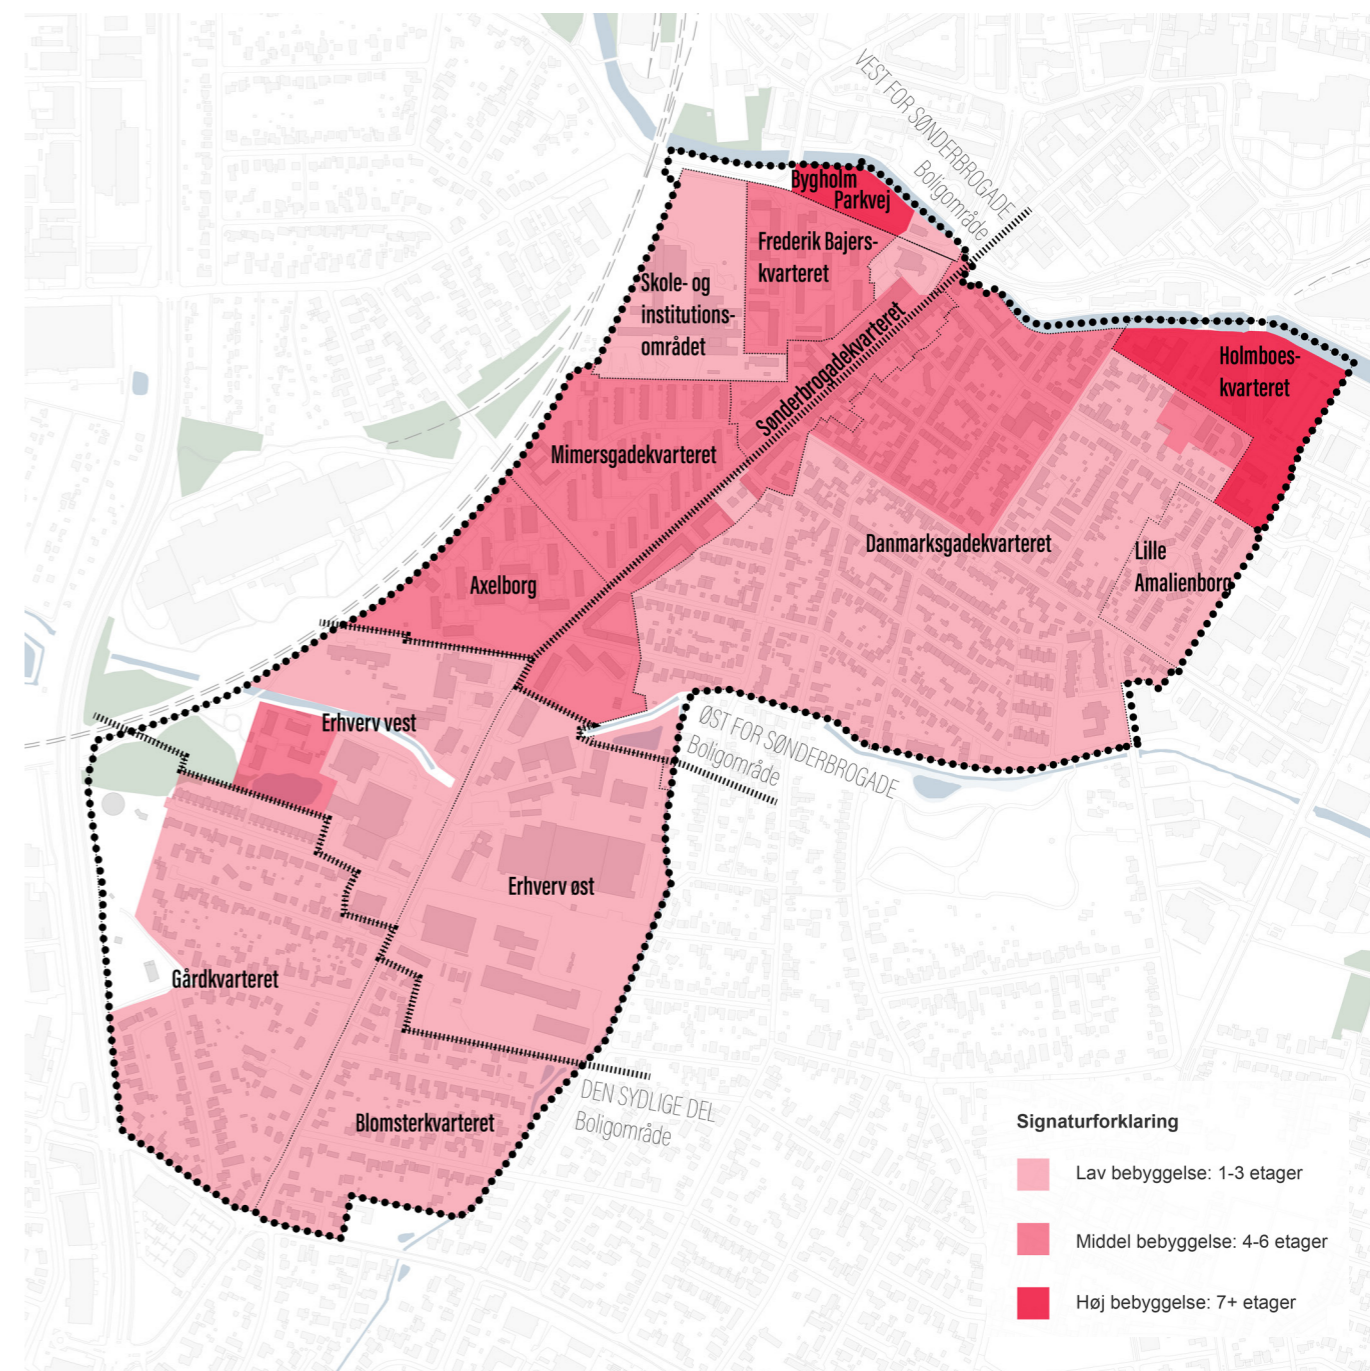 VEST FOR SØNDERBROGADE
Boligområde
Bygholm
Parkvej
Frederik Bajers-
kvarteret
Skole- og
institutions-
området
Sønderbrogadekvarteret
Holmboes-
kvarteret
Mimersgadekvarteret
Danmarksgadekvarteret
Lille
Amalienborg
Axelborg
ØST FOR SØNDERBROGADE
Boligområde
Erhverv vest
Erhverv øst
Gårdkvarteret
DEN SYDLIGE DEL
Boligområde
Blomsterkvarteret
Signaturforklaring
Lav bebyggelse: 1-3 etager
Middel bebyggelse: 4-6 etager
Høj bebyggelse: 7+ etager